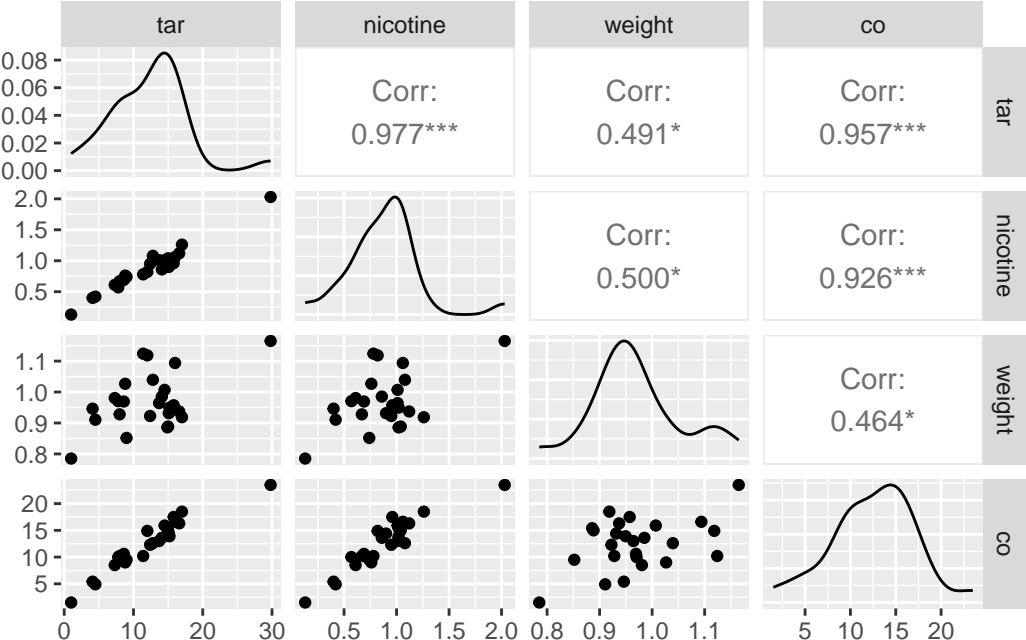 tar nicotine weight co
0.08
0.06
0.04
0.02
0.00
Corr:
0.977***
Corr:
0.491*
Corr:
0.957***
tar
2.0
1.5
1.0
0.5
Corr:
0.500*
Corr:
0.926***
nicotine
1.1
1.0
0.9
0.8
Corr:
0.464*
weight
20
15
10
5
co
0 10 20 30 0.5 1.0 1.5 2.0 0.8 0.9 1.0 1.1 5 10 15 20